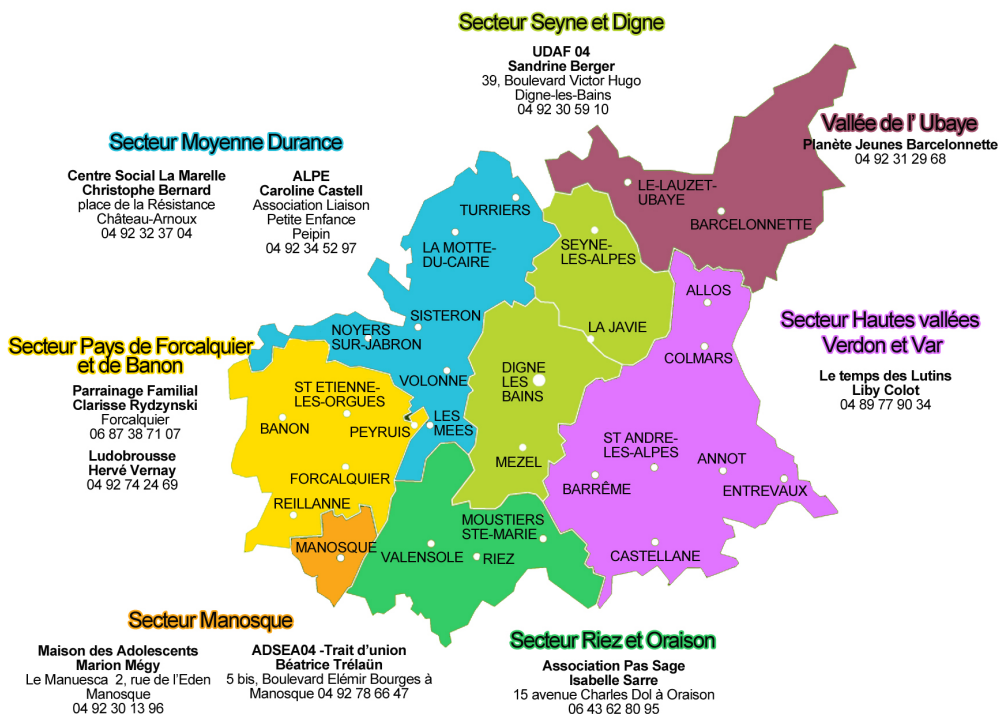 Secteur Seyne et Digne
UDAF 04
Sandrine Berger
39, Boulevard Victor Hugo
Digne-les-Bains
04 92 30 59 10
Vallée de l' Ubaye
Planète Jeunes Barcelonnette
04 92 31 29 68
Secteur Moyenne Durance
Centre Social La Marelle
Christophe Bernard
place de la Résistance
Château-Arnoux
04 92 32 37 04
ALPE
Caroline Castell
Association Liaison
Petite Enfance
Peipin
04 92 34 52 97
Secteur Hautes vallées
Verdon et Var
Le temps des Lutins
Liby Colot
04 89 77 90 34
Secteur Pays de Forcalquier
et de Banon
Parrainage Familial
Clarisse Rydzynski
Forcalquier
06 87 38 71 07
Ludobrousse
Hervé Vernay
04 92 74 24 69
LE-LAUZET-
UBAYE
BARCELONNETTE
TURRIERS
LA MOTTE-
DU-CAIRE
SEYNE-
LES-ALPES
ALLOS
SISTERON
NOYERS
SUR-JABRON
LA JAVIE
COLMARS
VOLONNE
DIGNE
LES
BAINS
ST ETIENNE-
LES-ORGUES
BANON
PEYRUIS
LES
MEES
MEZEL
ST ANDRE-
LES-ALPES
ANNOT
BARRÊME
ENTREVAUX
FORCALQUIER
REILLANNE
MANOSQUE
VALENSOLE
MOUSTIERS
STE-MARIE
RIEZ
CASTELLANE
Secteur Manosque
Maison des Adolescents
Marion Mégy
Le Manuesca 2, rue de l'Eden
Manosque
04 92 30 13 96
ADSEA04 -Trait d'union
Béatrice Trélaün
5 bis, Boulevard Elémir Bourges à
Manosque 04 92 78 66 47
Secteur Riez et Oraison
Association Pas Sage
Isabelle Sarre
15 avenue Charles Dol à Oraison
06 43 62 80 95